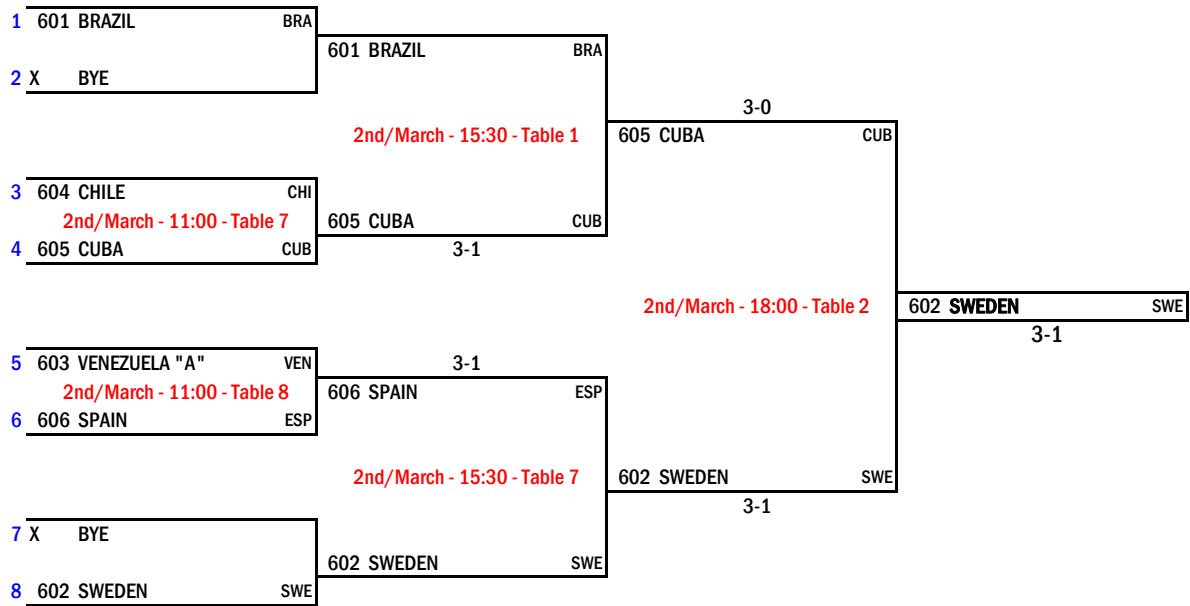 1 601 BRAZIL BRA
601 BRAZIL BRA
2 X BYE
3-0
2nd/March - 15:30 - Table 1
605 CUBA CUB
3 604 CHILE CHI
2nd/March - 11:00 - Table 7
605 CUBA CUB
4 605 CUBA CUB
3-1
2nd/March - 18:00 - Table 2
602 SWEDEN SWE
3-1
5 603 VENEZUELA "A" VEN
3-1
2nd/March - 11:00 - Table 8
606 SPAIN ESP
6 606 SPAIN ESP
2nd/March - 15:30 - Table 7
602 SWEDEN SWE
3-1
7 X BYE
602 SWEDEN SWE
8 602 SWEDEN SWE